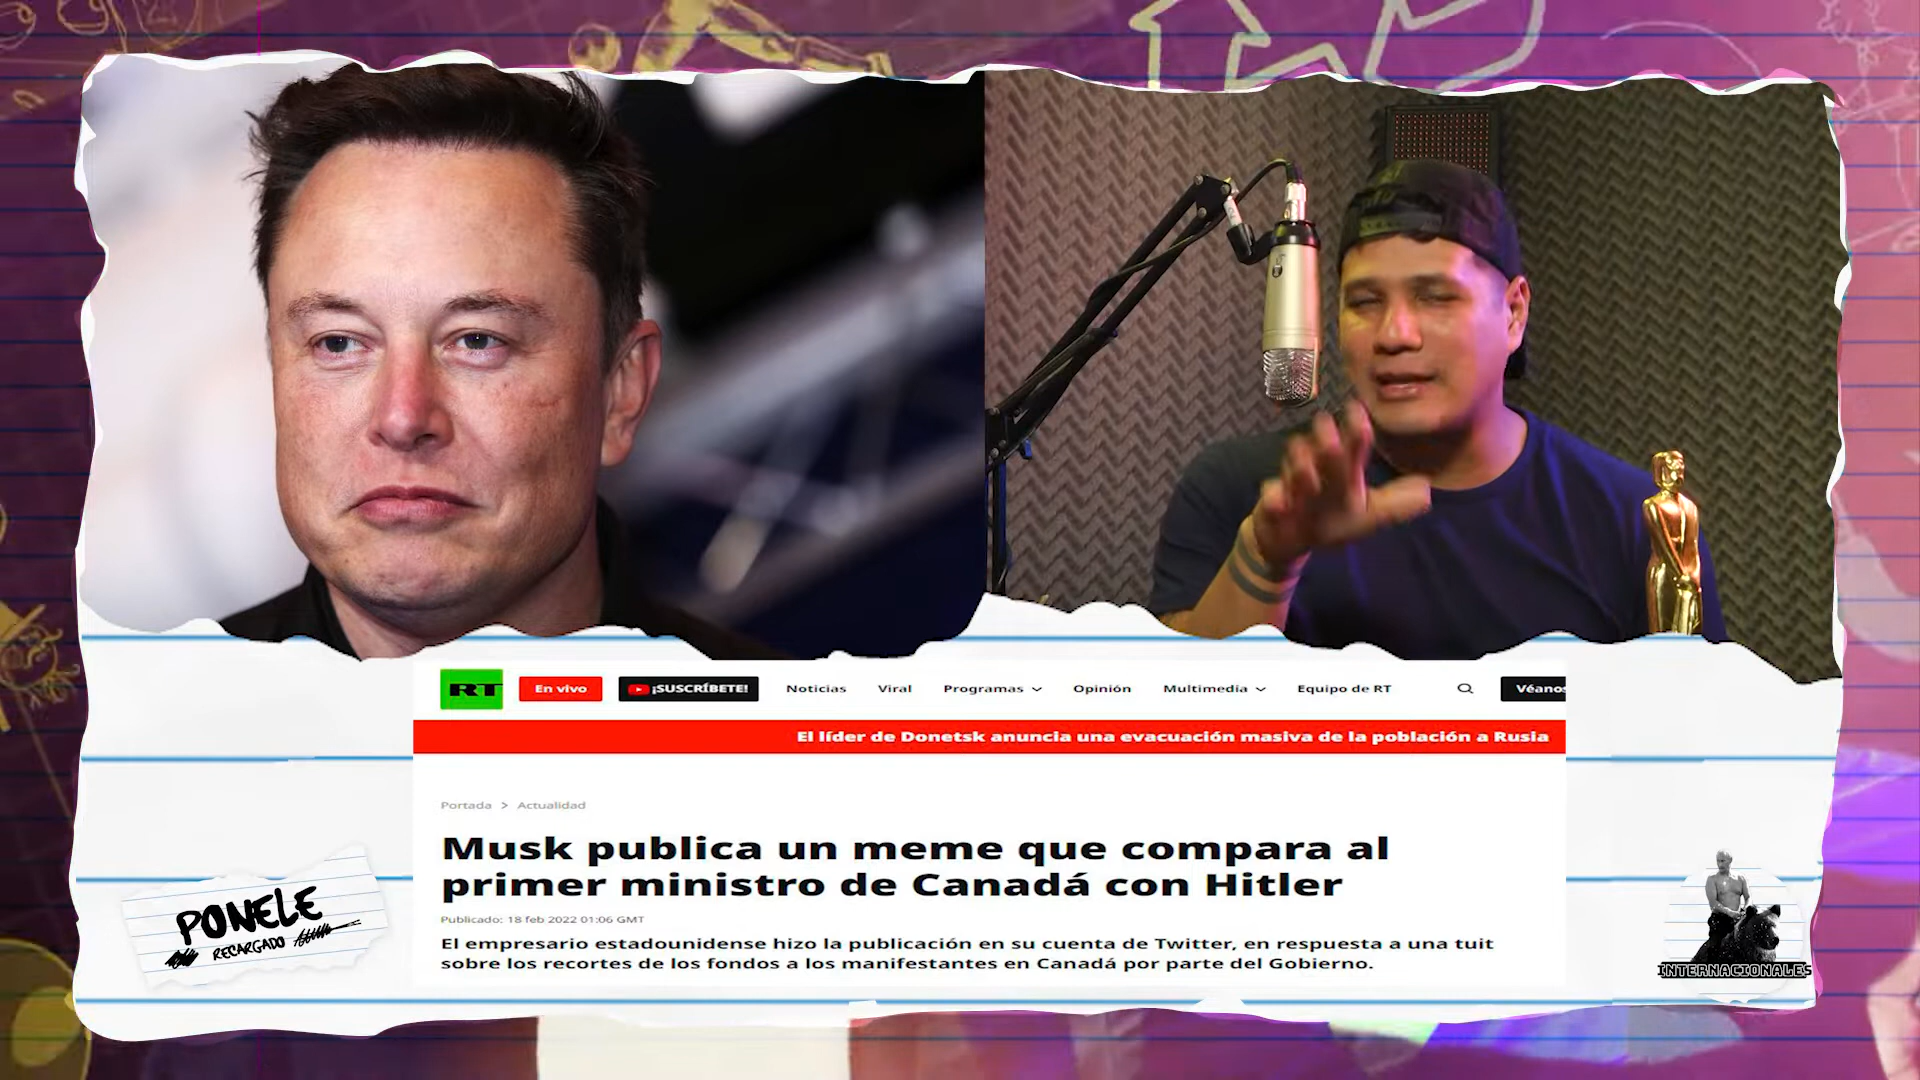 RT
En vivo
¡SUSCRÍBETE!
Noticias
Viral
Programas
Opinión
Multimedia
Equipo de RT
Véanos
El líder de Donetsk anuncia una evacuación masiva de la población a Rusia
Portada > Actualidad
Musk publica un meme que compara al
primer ministro de Canadá con Hitler
Publicado: 18 feb 2022 01:06 GMT
El empresario estadounidense hizo la publicación en su cuenta de Twitter, en respuesta a una tuit
sobre los recortes de los fondos a los manifestantes en Canadá por parte del Gobierno.
PONELE
RECARGADO
INTERNACIONALES